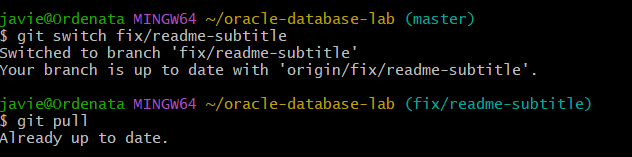 javie@Ordenata MINGW64 ~/oracle-database-lab (master)
$ git switch fix/readme-subtitle
Switched to branch 'fix/readme-subtitle'
Your branch is up to date with 'origin/fix/readme-subtitle'.
javie@Ordenata MINGW64 ~/oracle-database-lab (fix/readme-subtitle)
$ git pull
Already up to date.